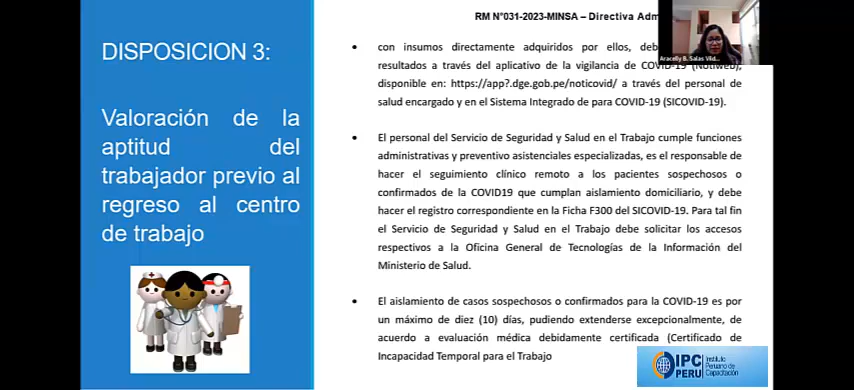 DISPOSICION 3:
Valoración de la
aptitud del
trabajador previo al
regreso al centro
de trabajo
RM N°031-2023-MINSA – Directiva Adm
con insumos directamente adquiridos por ellos,
resultados a través del aplicativo de la vigilancia de COVID-19 (Notiweb),
disponible en: https://app?.dge.gob.pe/noticovid/ a través del personal de
salud encargado y en el Sistema Integrado de para COVID-19 (SICOVID-19).
El personal del Servicio de Seguridad y Salud en el Trabajo cumple funciones
administrativas y preventivo asistenciales especializadas, es el responsable de
hacer el seguimiento clínico remoto a los pacientes sospechosos o
confirmados de la COVID19 que cumplan aislamiento domiciliario, y debe
hacer el registro correspondiente en la Ficha F300 del SICOVID-19. Para tal fin
el Servicio de Seguridad y Salud en el Trabajo debe solicitar los accesos
respectivos a la Oficina General de Tecnologías de la Información del
Ministerio de Salud.
El aislamiento de casos sospechosos o confirmados para la COVID-19 es por
un máximo de diez (10) días, pudiendo extenderse excepcionalmente, de
acuerdo a evaluación médica debidamente certificada (Certificado de
Incapacidad Temporal para el Trabajo
Aracelly B. Salas Vild...
IPC
PERU
Instituto
Peruano de
Capacitación